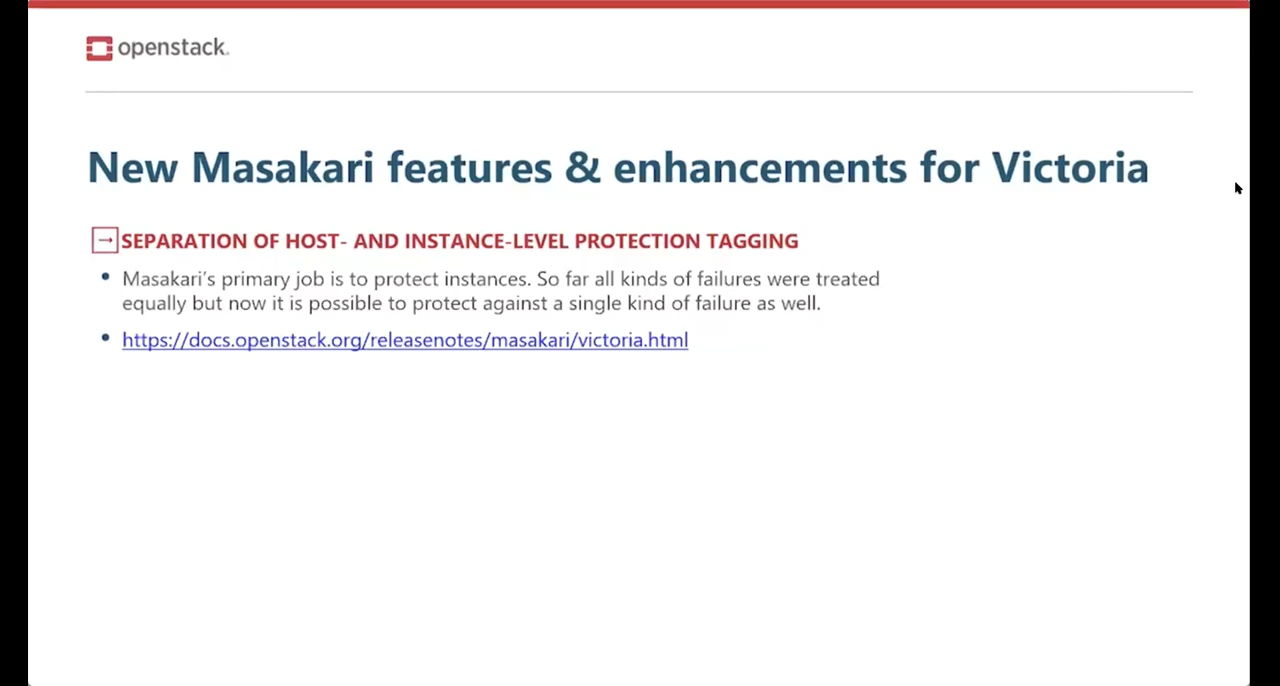 openstack.
New Masakari features & enhancements for Victoria
SEPARATION OF HOST- AND INSTANCE-LEVEL PROTECTION TAGGING
Masakari's primary job is to protect instances. So far all kinds of failures were treated
equally but now it is possible to protect against a single kind of failure as well.
https://docs.openstack.org/releasenotes/masakari/victoria.html